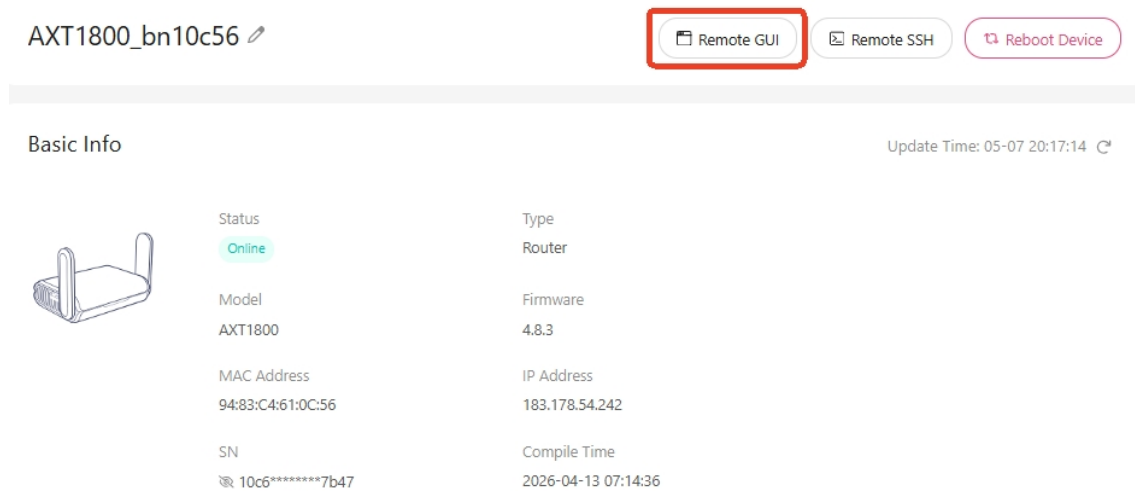 AXT1800_bn10c56
Remote GUI
Remote SSH
Reboot Device
Basic Info
Update Time: 05-07 20:17:14
Status
Type
Online
Router
Model
Firmware
AXT1800
4.8.3
MAC Address
IP Address
94:83:C4:61:0C:56
183.178.54.242
SN
Compile Time
10c6********7b47
2026-04-13 07:14:36